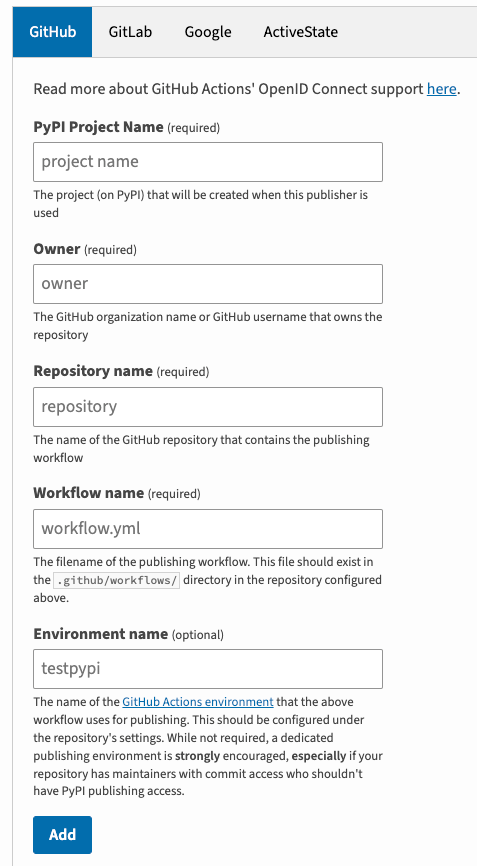 GitHub GitLab Google ActiveState
Read more about GitHub Actions' OpenID Connect support here.
PyPI Project Name (required)
project name
The project (on PyPI) that will be created when this publisher is
used
Owner (required)
owner
The GitHub organization name or GitHub username that owns the
repository
Repository name (required)
repository
The name of the GitHub repository that contains the publishing
workflow
Workflow name (required)
workflow.yml
The filename of the publishing workflow. This file should exist in
the .github/workflows/ directory in the repository configured
above.
Environment name (optional)
testpypi
The name of the GitHub Actions environment that the above
workflow uses for publishing. This should be configured under
the repository's settings. While not required, a dedicated
publishing environment is strongly encouraged, especially if your
repository has maintainers with commit access who shouldn't
have PyPI publishing access.
Add